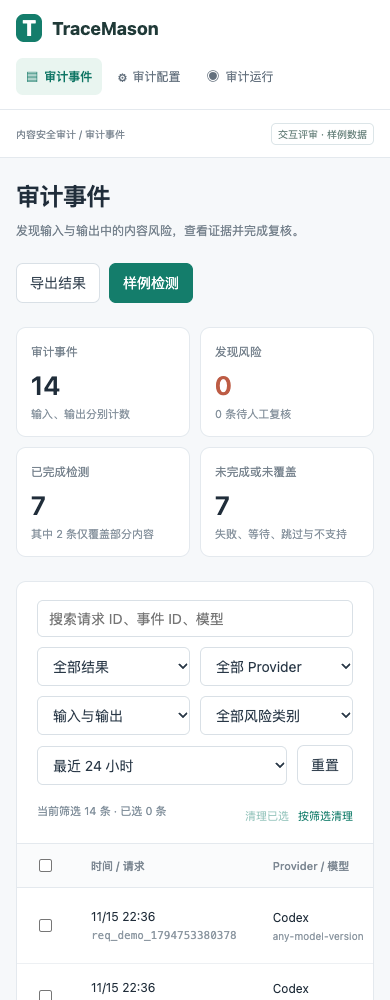 T TraceMason
审计事件 审计配置 审计运行
内容安全审计 / 审计事件 交互评审 · 样例数据
审计事件
发现输入与输出中的内容风险，查看证据并完成复核。
导出结果 样例检测
审计事件 发现风险
14 0
输入、输出分别计数 0 条待人工复核
已完成检测 未完成或未覆盖
7 7
其中 2 条仅覆盖部分内容 失败、等待、跳过与不支持
搜索请求 ID、事件 ID、模型
全部结果 全部 Provider
输入与输出 全部风险类别
最近 24 小时 重置
当前筛选 14 条 · 已选 0 条 清理已选 按筛选清理
时间 / 请求 Provider / 模型
11/15 22:36 Codex
req_demo_1794753380378 any-model-version
11/15 22:36 Codex